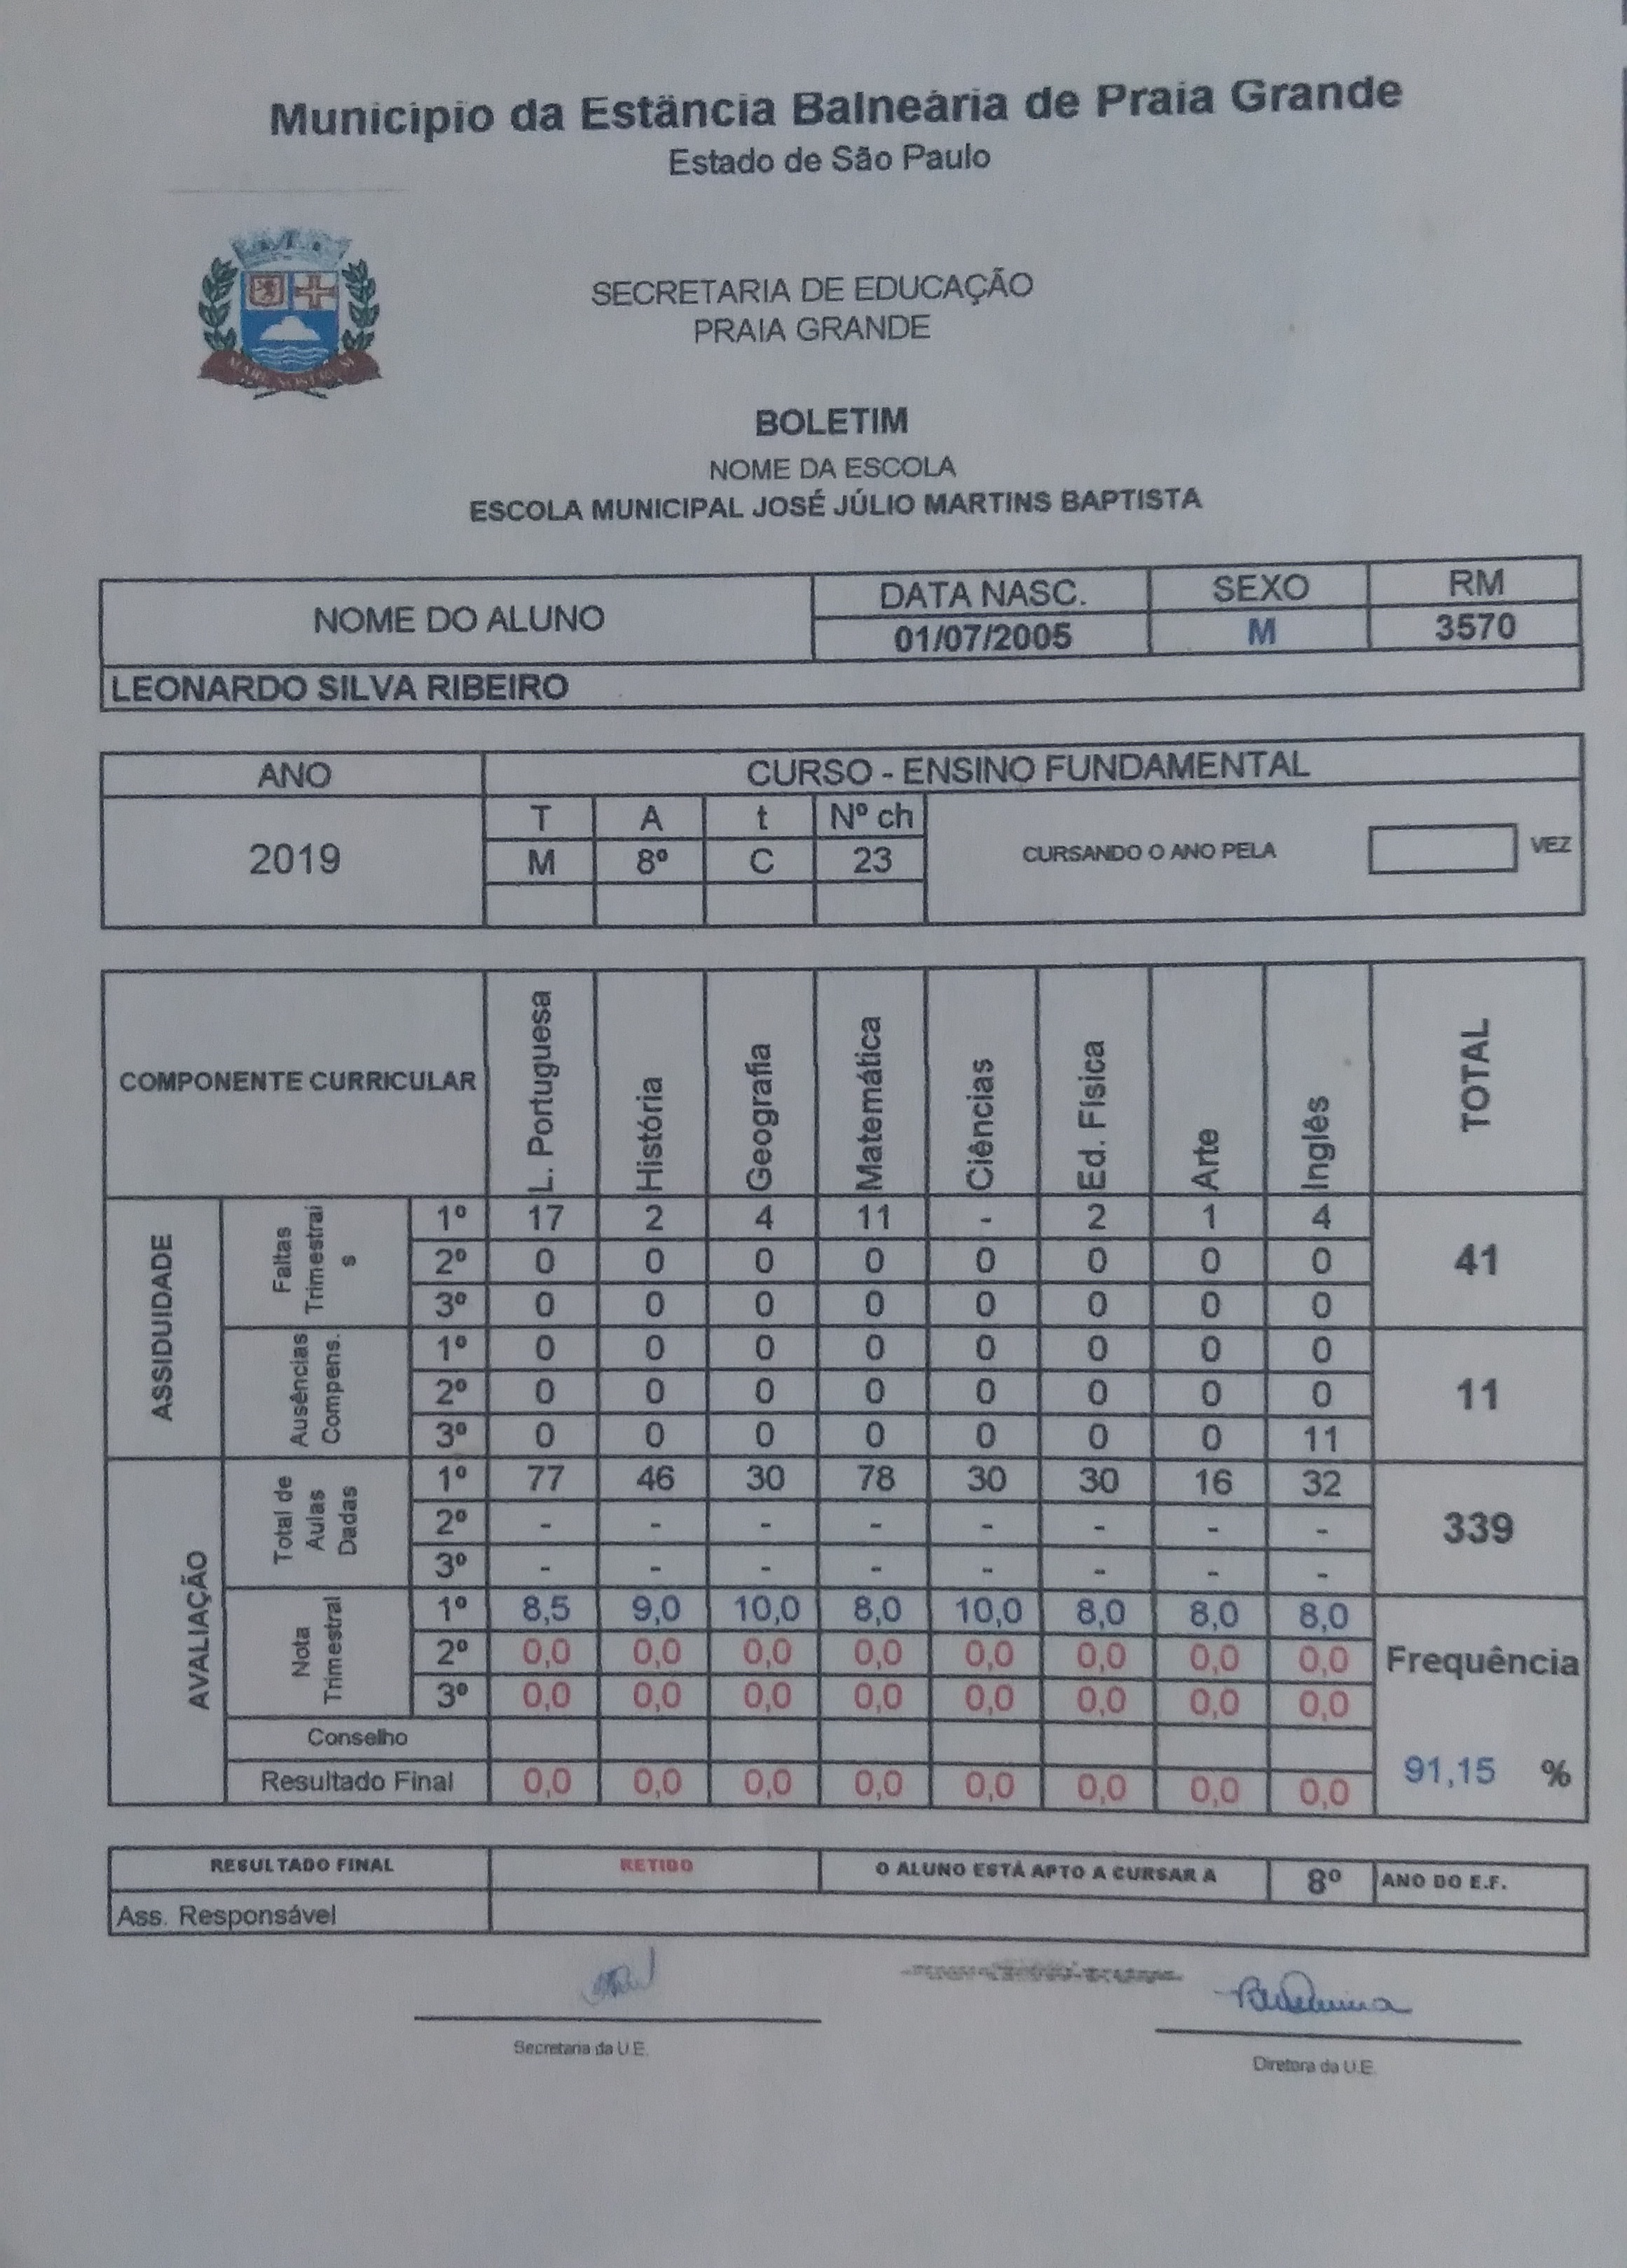 Município da Estância Balneária de Praia Grande
Estado de São Paulo
SECRETARIA DE EDUCAÇÃO
PRAIA GRANDE
BOLETIM
NOME DA ESCOLA
ESCOLA MUNICIPAL JOSÉ JÚLIO MARTINS BAPTISTA
NOME DO ALUNO DATA NASC. SEXO RM
01/07/2005 M 3570
LEONARDO SILVA RIBEIRO
ANO CURSO - ENSINO FUNDAMENTAL
2019 T A t Nº ch CURSANDO O ANO PELA VEZ
M 8º C 23
COMPONENTE CURRICULAR L. Portuguesa História Geografia Matemática Ciências Ed. Física Arte Inglês TOTAL
ASSIDUIDADE
Faltas Trimestrai s
1º 17 2 4 11 - 2 1 4 41
2º 0 0 0 0 0 0 0 0
3º 0 0 0 0 0 0 0 0
Ausências Compens.
1º 0 0 0 0 0 0 0 0 11
2º 0 0 0 0 0 0 0 0
3º 0 0 0 0 0 0 0 11
AVALIAÇÃO
Total de Aulas Dadas
1º 77 46 30 78 30 30 16 32 339
2º - - - - - - - -
3º - - - - - - - -
Nota Trimestral
1º 8,5 9,0 10,0 8,0 10,0 8,0 8,0 8,0
2º 0,0 0,0 0,0 0,0 0,0 0,0 0,0 0,0 Frequência
3º 0,0 0,0 0,0 0,0 0,0 0,0 0,0 0,0
Conselho
Resultado Final 0,0 0,0 0,0 0,0 0,0 0,0 0,0 0,0 91,15 %
RESULTADO FINAL RETIDO O ALUNO ESTÁ APTO A CURSAR A 8º ANO DO E.F.
Ass. Responsável
Secretaria da U.E.
Diretora da U.E.